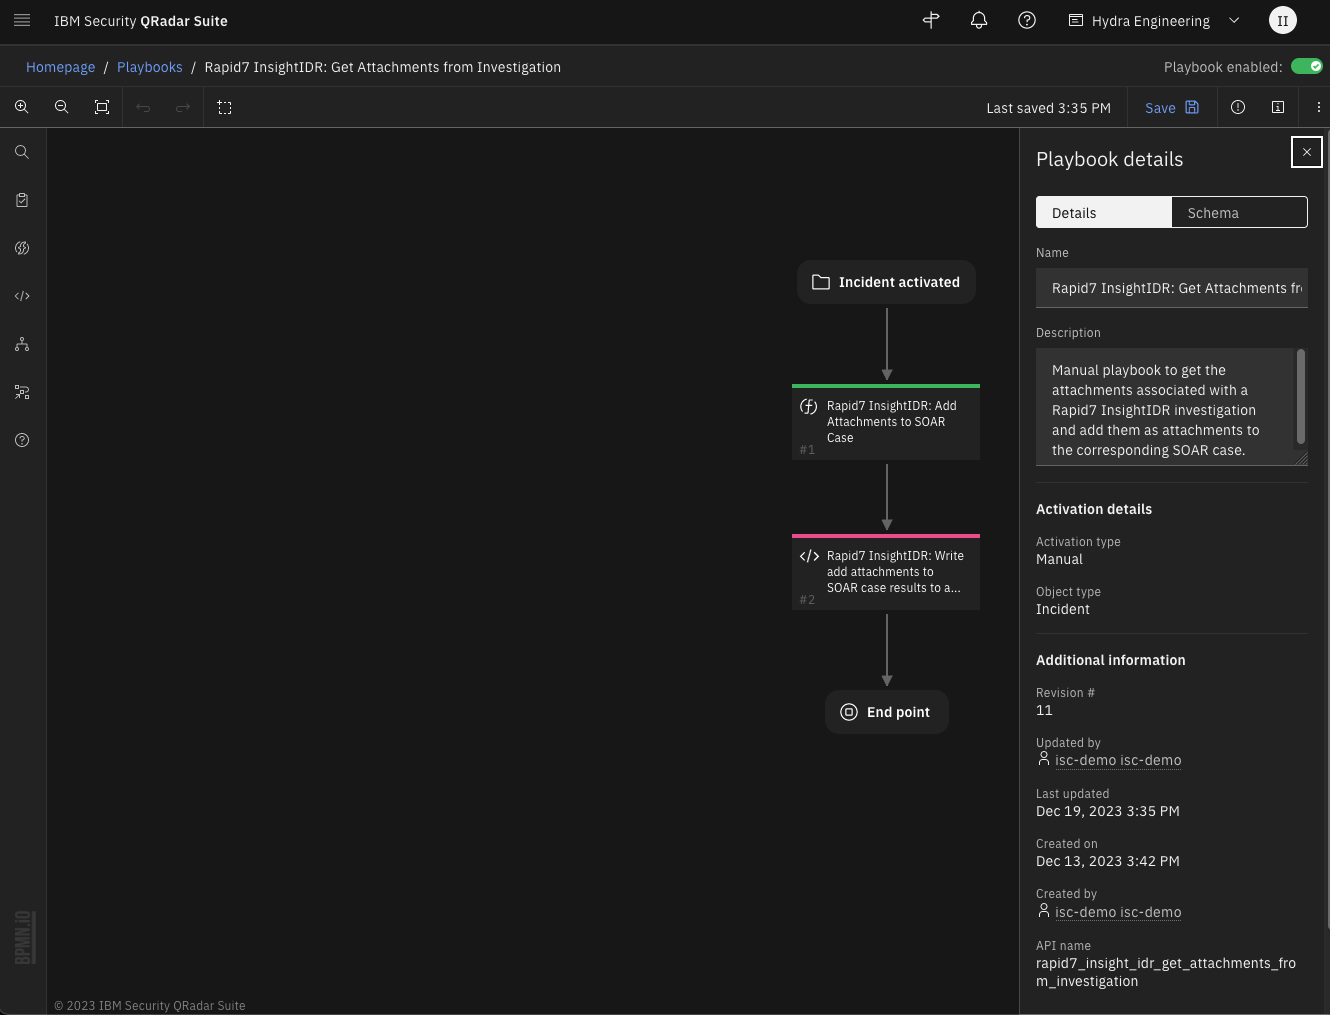 IBM Security QRadar Suite
Hydra Engineering
II
Homepage / Playbooks / Rapid7 InsightIDR: Get Attachments from Investigation
Playbook enabled:
Last saved 3:35 PM
Save
Incident activated
Rapid7 InsightIDR: Add
Attachments to SOAR
Case
#1
Rapid7 InsightIDR: Write
add attachments to
SOAR case results to a...
#2
End point
BPMN.iO
© 2023 IBM Security QRadar Suite
Playbook details
Details
Schema
Name
Rapid7 InsightIDR: Get Attachments fr
Description
Manual playbook to get the
attachments associated with a
Rapid7 InsightIDR investigation
and add them as attachments to
the corresponding SOAR case.
Activation details
Activation type
Manual
Object type
Incident
Additional information
Revision #
11
Updated by
isc-demo isc-demo
Last updated
Dec 19, 2023 3:35 PM
Created on
Dec 13, 2023 3:42 PM
Created by
isc-demo isc-demo
API name
rapid7_insight_idr_get_attachments_fro
m_investigation